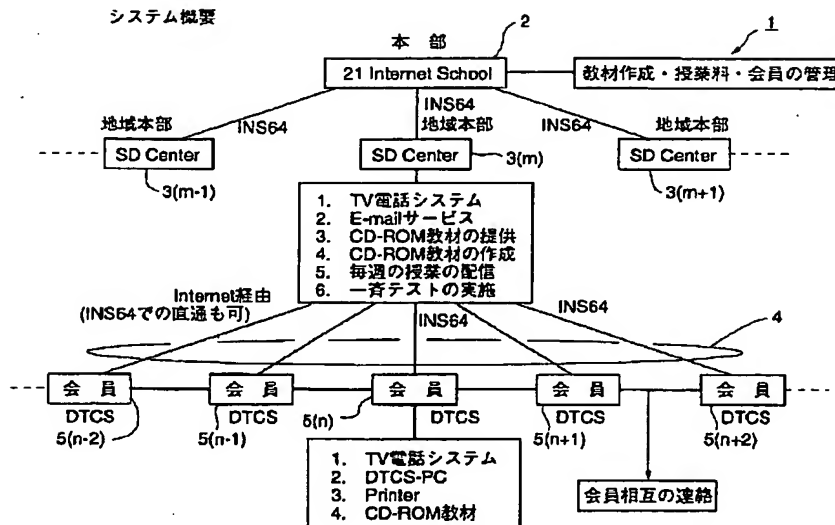 システム概要
本部
2
1
21 Internet School
教材作成・授業料・会員の管理
INS64
INS64
INS64
地域本部
地域本部
地域本部
SD Center
SD Center
SD Center
3(m-1)
3(m)
3(m+1)
1. TV電話システム
2. E-mailサービス
3. CD-ROM教材の提供
4. CD-ROM教材の作成
5. 毎週の授業の配信
6. 一斉テストの実施
Internet経由
(INS64での直通も可)
INS64
INS64
4
会員
会員
会員
会員
会員
DTCS
DTCS
DTCS
DTCS
DTCS
5(n-2)
5(n-1)
5(n)
5(n+1)
5(n+2)
1. TV電話システム
2. DTCS-PC
3. Printer
4. CD-ROM教材
会員相互の連絡